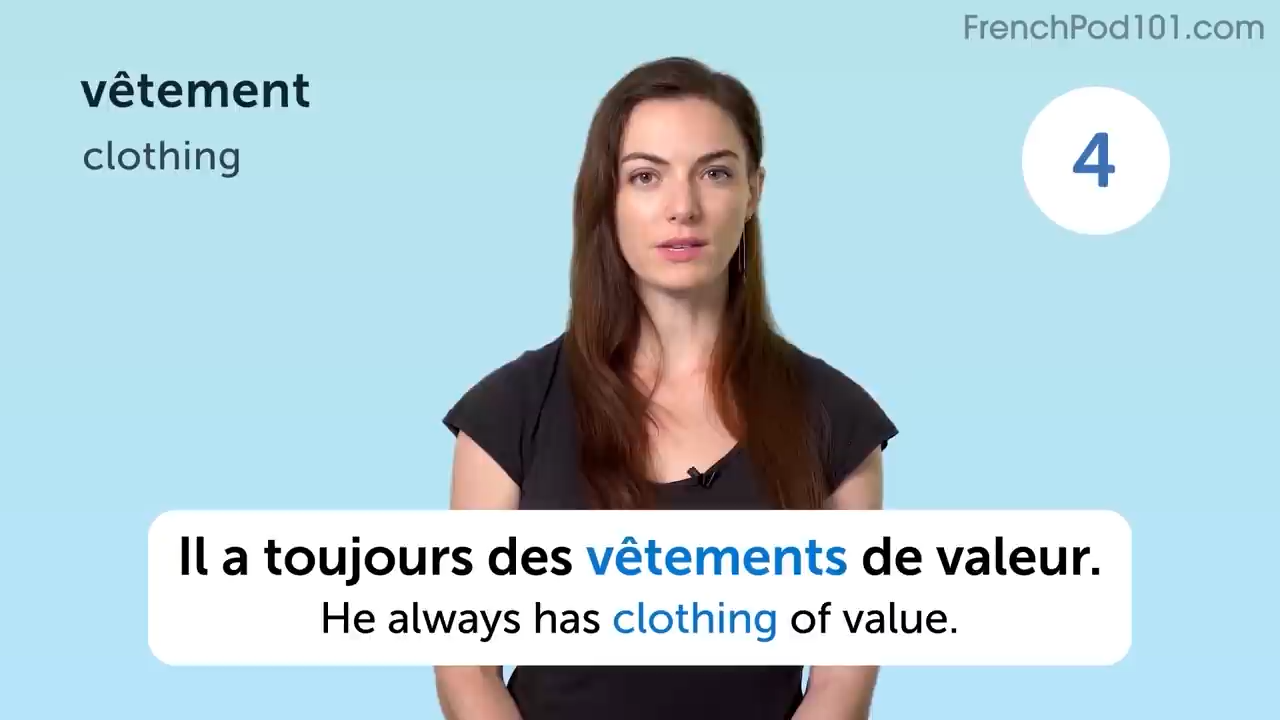 FrenchPod101.com
vêtement
clothing
4
Il a toujours des vêtements de valeur.
He always has clothing of value.